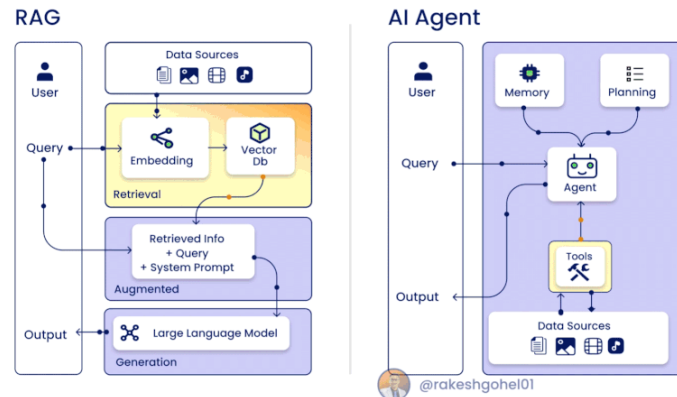 RAG
Data Sources
User
Query
Embedding
Vector
Db
Retrieval
Retrieved Info
+ Query
+ System Prompt
Augmented
Output
Large Language Model
Generation
AI Agent
User
Memory
Planning
Query
Agent
Tools
Output
Data Sources
@rakeshgohel01